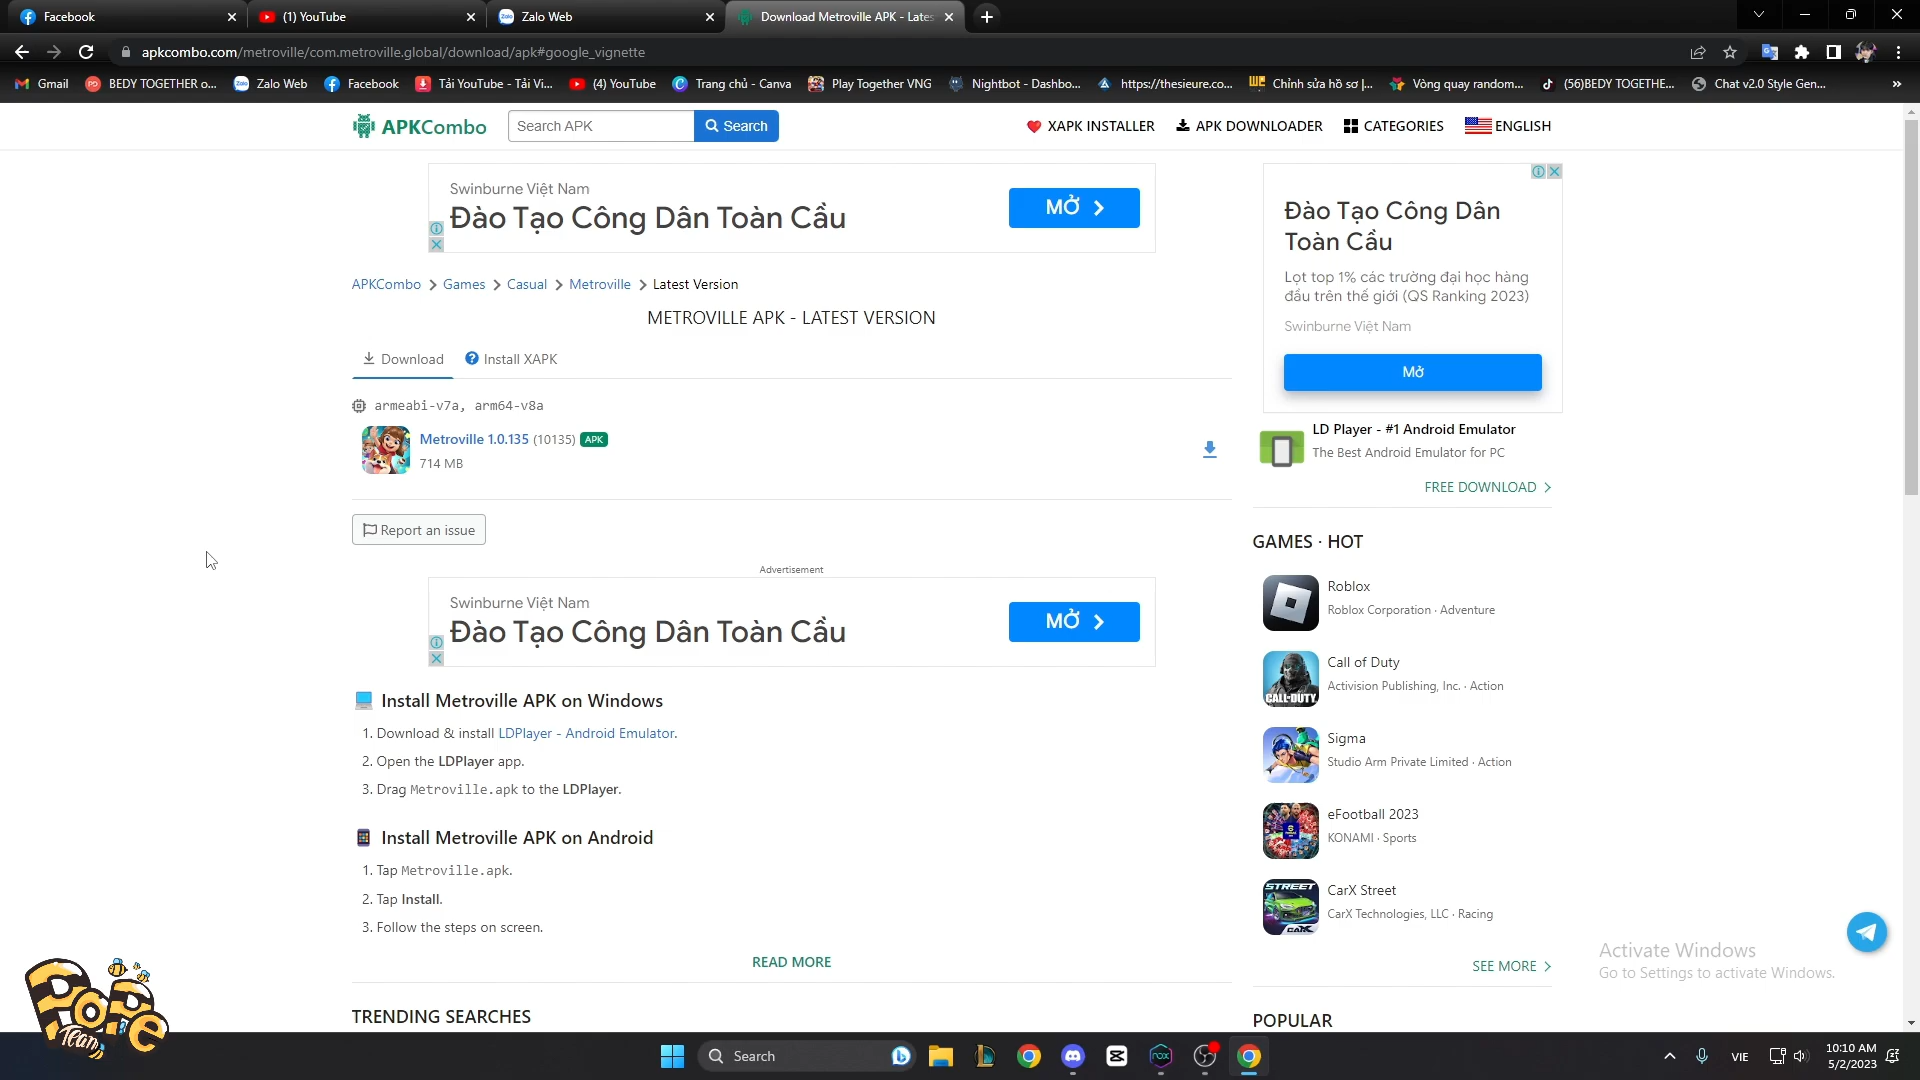 Facebook
(1) YouTube
Zalo Web
Download Metroville APK - Lates
apkcombo.com/metroville/com.metroville.global/download/apk#google_vignette
Gmail
BEDY TOGETHER o...
Zalo Web
Facebook
Tải YouTube - Tải Vi...
(4) YouTube
Trang chủ - Canva
Play Together VNG
Nightbot - Dashbo...
https://thesieure.co...
Chỉnh sửa hồ sơ |...
Vòng quay random...
(56)BEDY TOGETHE...
Chat v2.0 Style Gen...
»
APKCombo
Search APK
Search
XAPK INSTALLER
APK DOWNLOADER
CATEGORIES
ENGLISH
Swinburne Việt Nam
Đào Tạo Công Dân Toàn Cầu
MỞ
Đào Tạo Công Dân
Toàn Cầu
Lọt top 1% các trường đại học hàng
đầu trên thế giới (QS Ranking 2023)
Swinburne Việt Nam
Mở
APKCombo > Games > Casual > Metroville > Latest Version
METROVILLE APK - LATEST VERSION
Download
Install XAPK
armeabi-v7a, arm64-v8a
Metroville 1.0.135 (10135) APK
714 MB
LD Player - #1 Android Emulator
The Best Android Emulator for PC
FREE DOWNLOAD
Report an issue
Advertisement
Swinburne Việt Nam
Đào Tạo Công Dân Toàn Cầu
MỞ
GAMES · HOT
Roblox
Roblox Corporation · Adventure
CALL·DUTY
Call of Duty
Activision Publishing, Inc. · Action
Sigma
Studio Arm Private Limited · Action
eFootball 2023
KONAMI · Sports
STREET
CarX Street
CarX Technologies, LLC · Racing
SEE MORE
POPULAR
Install Metroville APK on Windows
1. Download & install LDPlayer - Android Emulator.
2. Open the LDPlayer app.
3. Drag Metroville.apk to the LDPlayer.
Install Metroville APK on Android
1. Tap Metroville.apk.
2. Tap Install.
3. Follow the steps on screen.
READ MORE
TRENDING SEARCHES
Activate Windows
Go to Settings to activate Windows.
Team
Search
nox
VIE
10:10 AM
5/2/2023